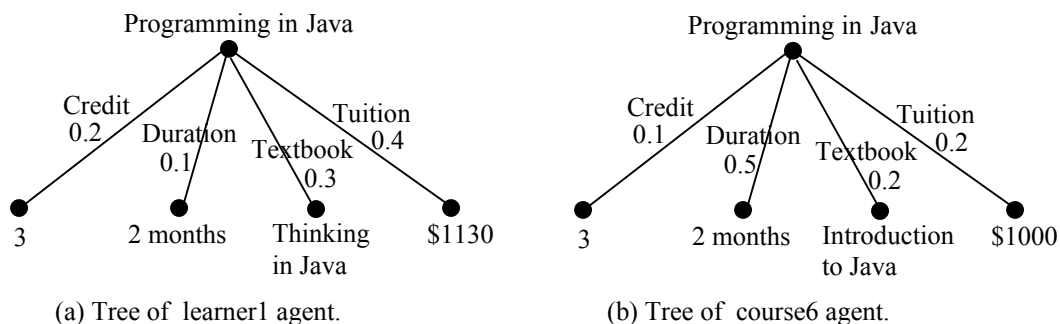 Programming in Java
Credit
0.2
Duration
0.1
Textbook
0.3
Tuition
0.4
3
2 months
Thinking
in Java
$1130
(a) Tree of learner1 agent.
Programming in Java
Credit
0.1
Duration
0.5
Textbook
0.2
Tuition
0.2
3
2 months
Introduction
to Java
$1000
(b) Tree of course6 agent.